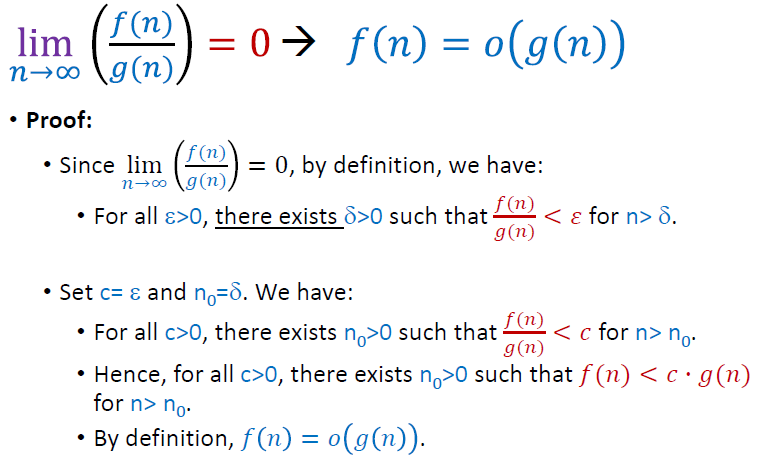 lim n→∞ (f(n)/g(n)) = 0 → f(n) = o(g(n))
• Proof:
• Since lim n→∞ (f(n)/g(n)) = 0, by definition, we have:
• For all ε>0, there exists δ>0 such that f(n)/g(n) < ε for n> δ.
• Set c= ε and n₀=δ. We have:
• For all c>0, there exists n₀>0 such that f(n)/g(n) < c for n> n₀.
• Hence, for all c>0, there exists n₀>0 such that f(n) < c · g(n)
for n> n₀.
• By definition, f(n) = o(g(n)).